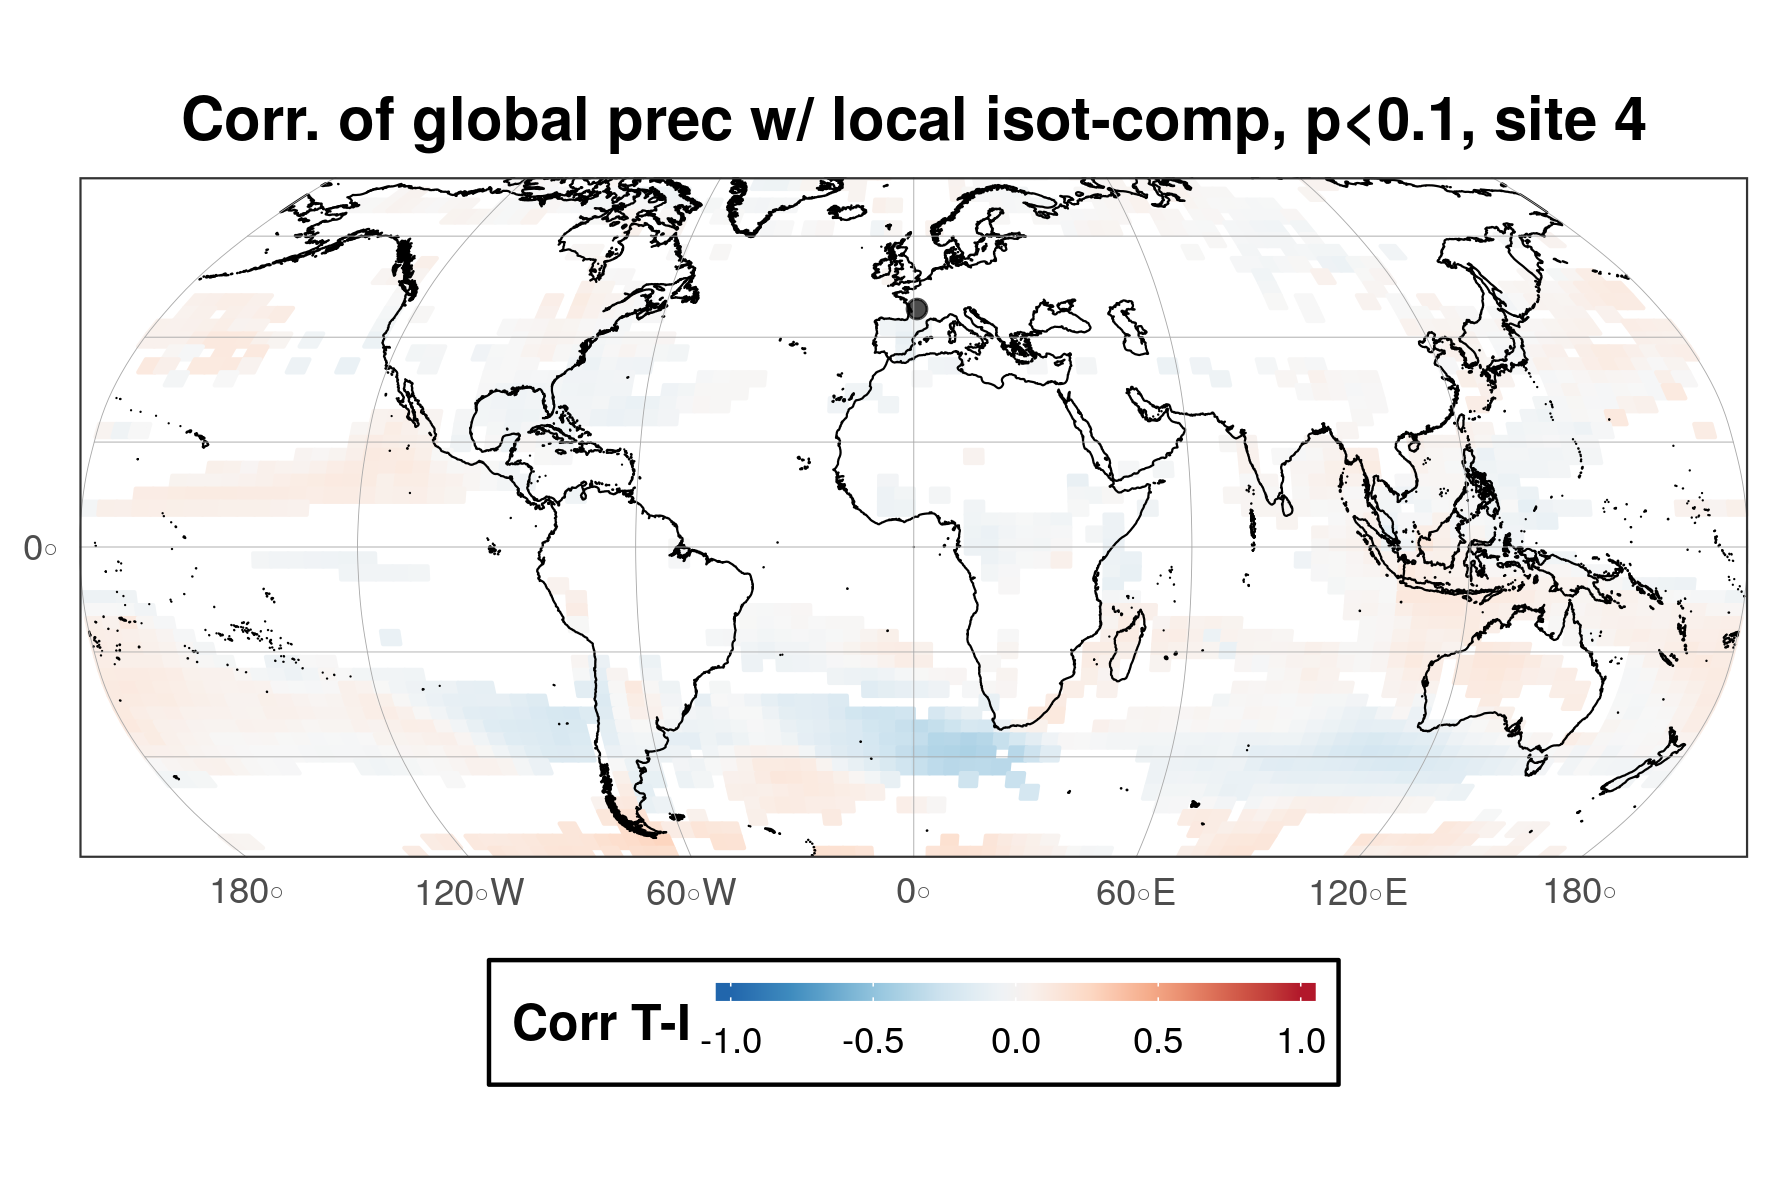 Corr. of global prec w/ local isot-comp, p<0.1, site 4
0°
180° 120°W 60°W 0° 60°E 120°E 180°
Corr T-I
-1.0 -0.5 0.0 0.5 1.0